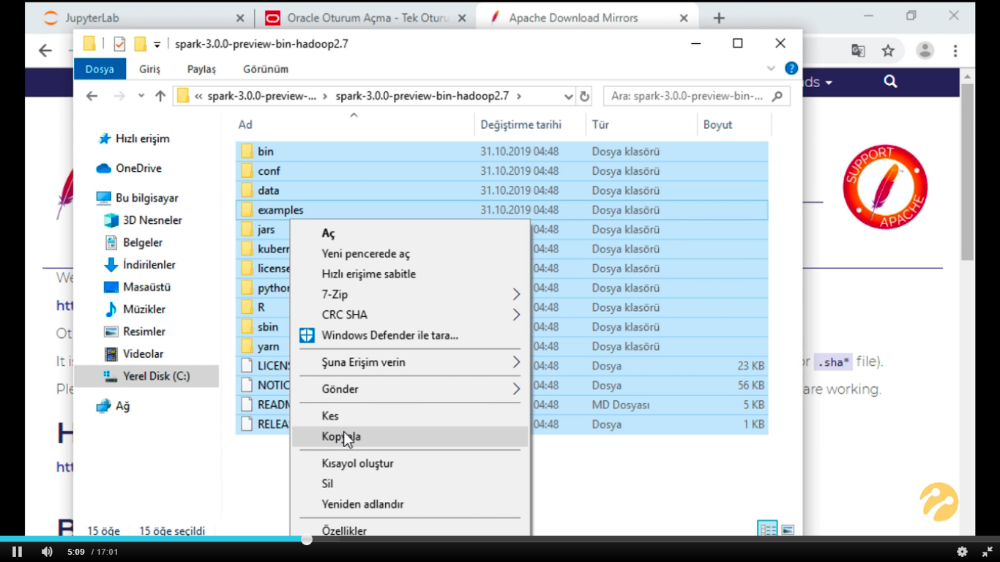 JupyterLab
Oracle Oturum Açma - Tek Oturu
Apache Download Mirrors
spark-3.0.0-preview-bin-hadoop2.7
Dosya Giriş Paylaş Görünüm
spark-3.0.0-preview-... spark-3.0.0-preview-bin-hadoop2.7
Ara: spark-3.0.0-preview-bin-...
Ad Değiştirme tarihi Tür Boyut
Hızlı erişim
OneDrive
Bu bilgisayar
3D Nesneler
Belgeler
İndirilenler
Masaüstü
Müzikler
Resimler
Videolar
Yerel Disk (C:)
Ağ
bin 31.10.2019 04:48 Dosya klasörü
conf 31.10.2019 04:48 Dosya klasörü
data 31.10.2019 04:48 Dosya klasörü
examples 31.10.2019 04:48 Dosya klasörü
jars 04:48 Dosya klasörü
kubern 04:48 Dosya klasörü
license 04:48 Dosya klasörü
python 04:48 Dosya klasörü
R 04:48 Dosya klasörü
sbin 04:48 Dosya klasörü
yarn 04:48 Dosya klasörü
LICENS 04:48 Dosya 23 KB
NOTIC 04:48 Dosya 56 KB
READM 04:48 MD Dosyası 5 KB
RELEA 04:48 Dosya 1 KB
Aç
Yeni pencerede aç
Hızlı erişime sabitle
7-Zip
CRC SHA
Windows Defender ile tara...
Şuna Erişim verin
Gönder
Kes
Kopyala
Kısayol oluştur
Sil
Yeniden adlandır
Özellikler
15 öğe 15 öğe seçildi
SUPPORT
APACHE
We
htt
Ot
It is
.sha* file).
Ple
are working.
H
htt
B
5:09 / 17:01